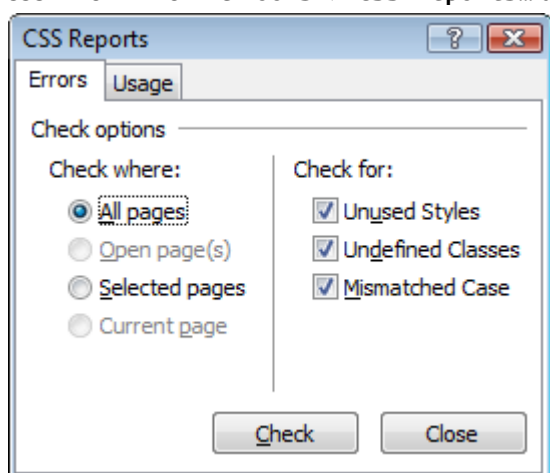 CSS Reports
Errors Usage
Check options
Check where: Check for:
All pages Unused Styles
Open page(s) Undefined Classes
Selected pages Mismatched Case
Current page
Check Close